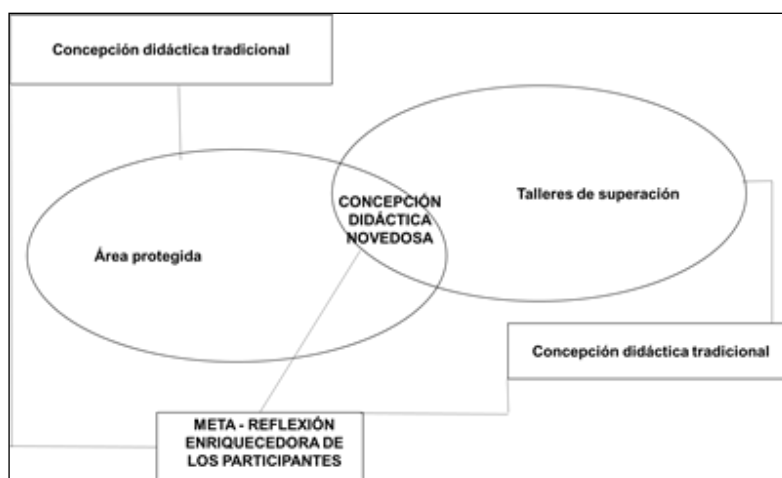 Concepción didáctica tradicional
Talleres de superación
CONCEPCIÓN
DIDÁCTICA
NOVEDOSA
Área protegida
Concepción didáctica tradicional
META - REFLEXIÓN
ENRIQUECEDORA DE
LOS PARTICIPANTES